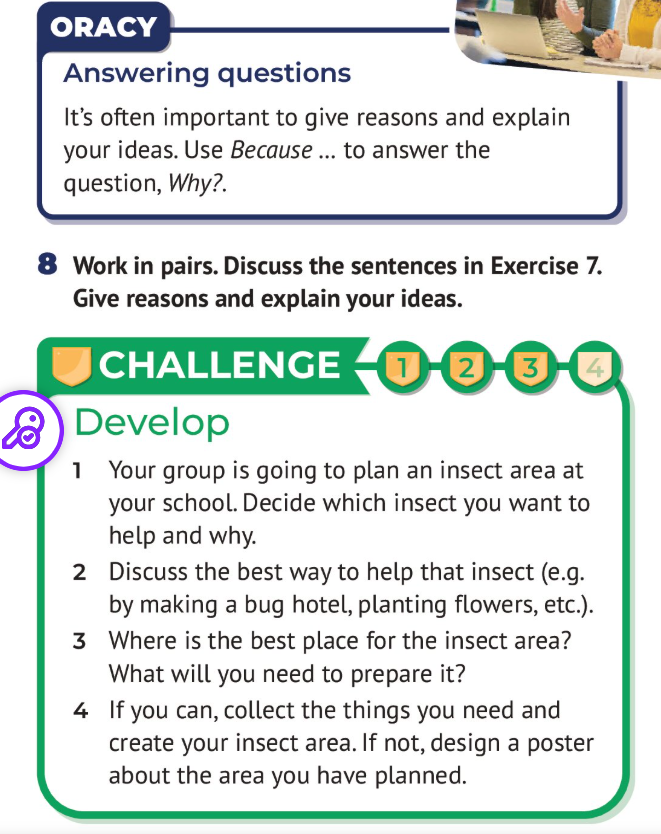 ORACY
Answering questions
It's often important to give reasons and explain
your ideas. Use Because ... to answer the
question, Why?.
8 Work in pairs. Discuss the sentences in Exercise 7.
Give reasons and explain your ideas.
CHALLENGE 1 2 3 4
Develop
1 Your group is going to plan an insect area at
your school. Decide which insect you want to
help and why.
2 Discuss the best way to help that insect (e.g.
by making a bug hotel, planting flowers, etc.).
3 Where is the best place for the insect area?
What will you need to prepare it?
4 If you can, collect the things you need and
create your insect area. If not, design a poster
about the area you have planned.